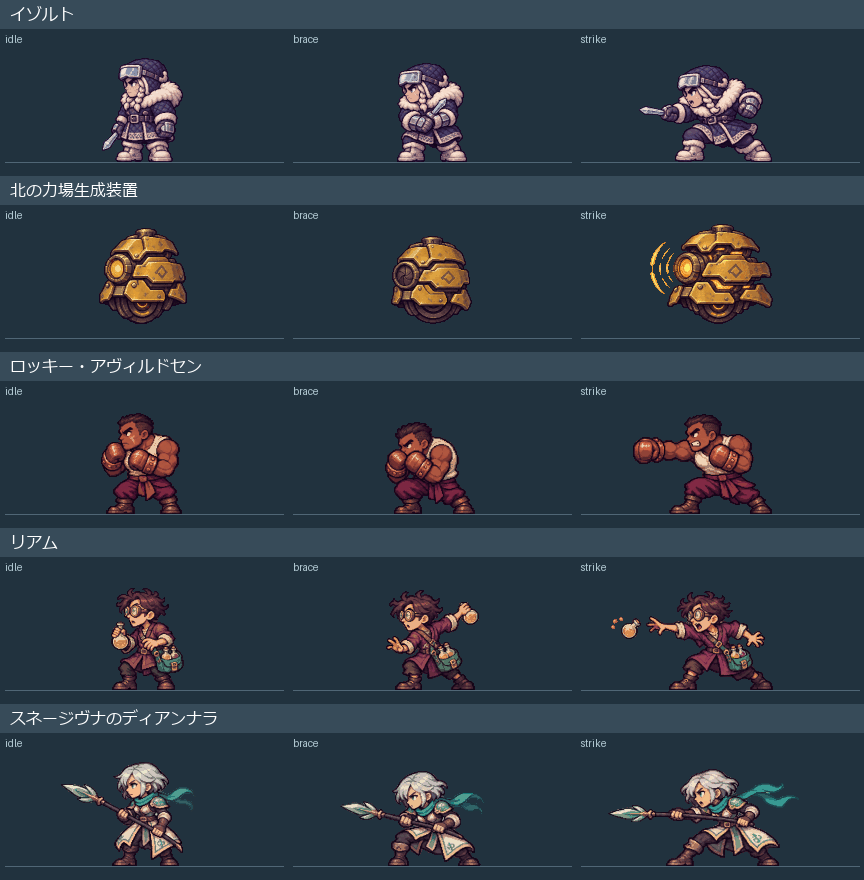 イゾルト
idle
brace
strike
北の力場生成装置
idle
brace
strike
ロッキー・アヴィルドセン
idle
brace
strike
リアム
idle
brace
strike
スネージヴナのディアンナラ
idle
brace
strike